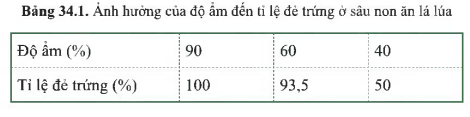 Bảng 34.1. Ảnh hưởng của độ ẩm đến tỉ lệ đẻ trứng ở sâu non ăn lá lúa
Độ ẩm (%) 90 60 40
Tỉ lệ đẻ trứng (%) 100 93,5 50